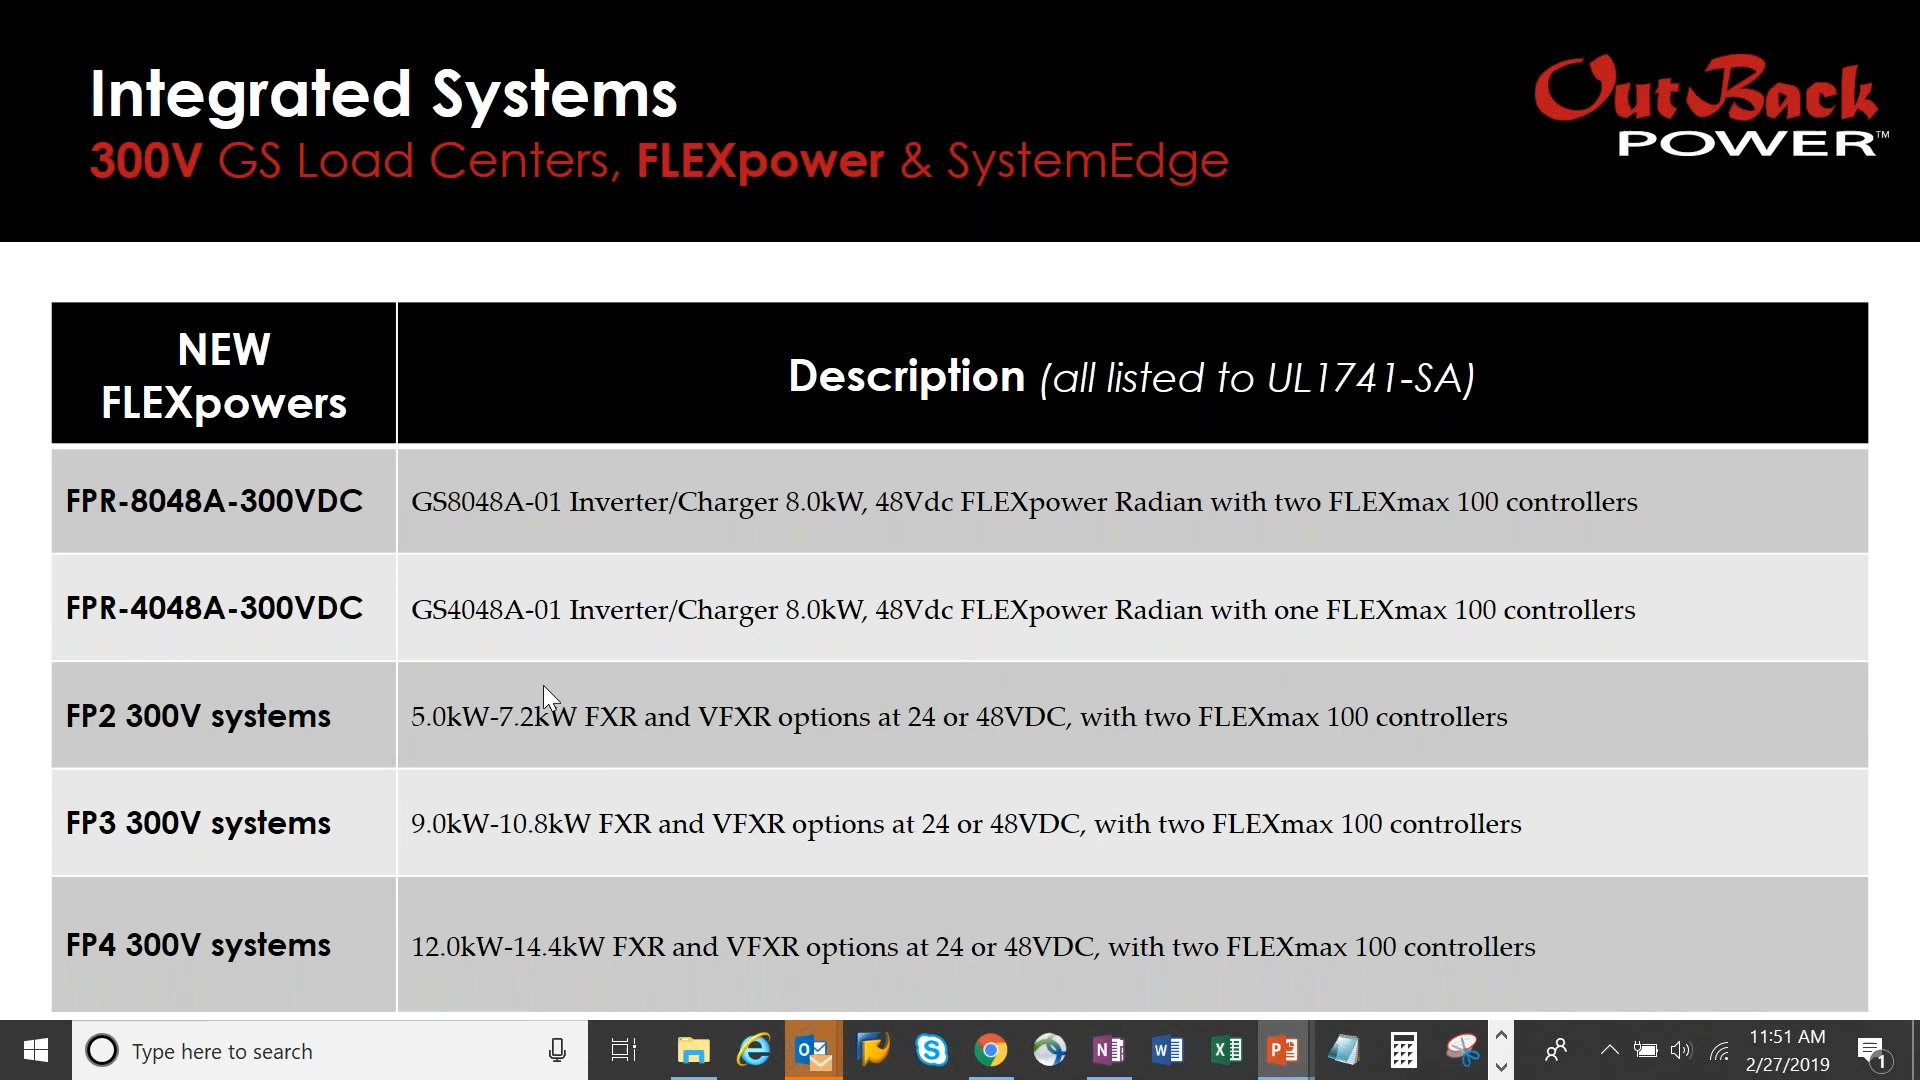 Integrated Systems
300V GS Load Centers, FLEXpower & SystemEdge
OutBack
POWER™
NEW
FLEXpowers
Description (all listed to UL1741-SA)
FPR-8048A-300VDC
GS8048A-01 Inverter/Charger 8.0kW, 48Vdc FLEXpower Radian with two FLEXmax 100 controllers
FPR-4048A-300VDC
GS4048A-01 Inverter/Charger 8.0kW, 48Vdc FLEXpower Radian with one FLEXmax 100 controllers
FP2 300V systems
5.0kW-7.2kW FXR and VFXR options at 24 or 48VDC, with two FLEXmax 100 controllers
FP3 300V systems
9.0kW-10.8kW FXR and VFXR options at 24 or 48VDC, with two FLEXmax 100 controllers
FP4 300V systems
12.0kW-14.4kW FXR and VFXR options at 24 or 48VDC, with two FLEXmax 100 controllers
Type here to search
11:51 AM
2/27/2019
1